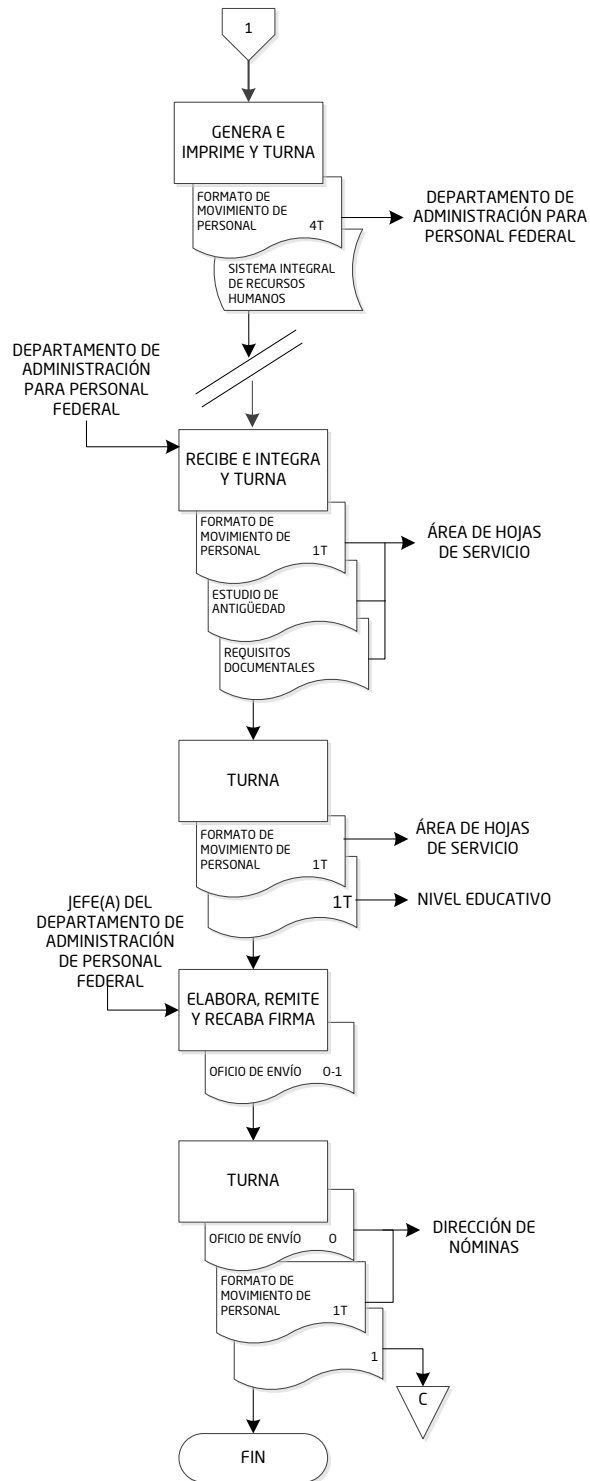 1
GENERA E
IMPRIME Y TURNA
FORMATO DE
MOVIMIENTO DE
PERSONAL 4T
DEPARTAMENTO DE
ADMINISTRACIÓN PARA
PERSONAL FEDERAL
SISTEMA INTEGRAL
DE RECURSOS
HUMANOS
DEPARTAMENTO DE
ADMINISTRACIÓN
PARA PERSONAL
FEDERAL
RECIBE E INTEGRA
Y TURNA
FORMATO DE
MOVIMIENTO DE
PERSONAL 1T
ÁREA DE HOJAS
DE SERVICIO
ESTUDIO DE
ANTIGÜEDAD
REQUISITOS
DOCUMENTALES
TURNA
FORMATO DE
MOVIMIENTO DE
PERSONAL 1T
ÁREA DE HOJAS
DE SERVICIO
1T
NIVEL EDUCATIVO
JEFE(A) DEL
DEPARTAMENTO DE
ADMINISTRACIÓN
DE PERSONAL
FEDERAL
ELABORA, REMITE
Y RECABA FIRMA
OFICIO DE ENVÍO 0-1
TURNA
OFICIO DE ENVÍO 0
DIRECCIÓN DE
NÓMINAS
FORMATO DE
MOVIMIENTO DE
PERSONAL 1T
1
C
FIN